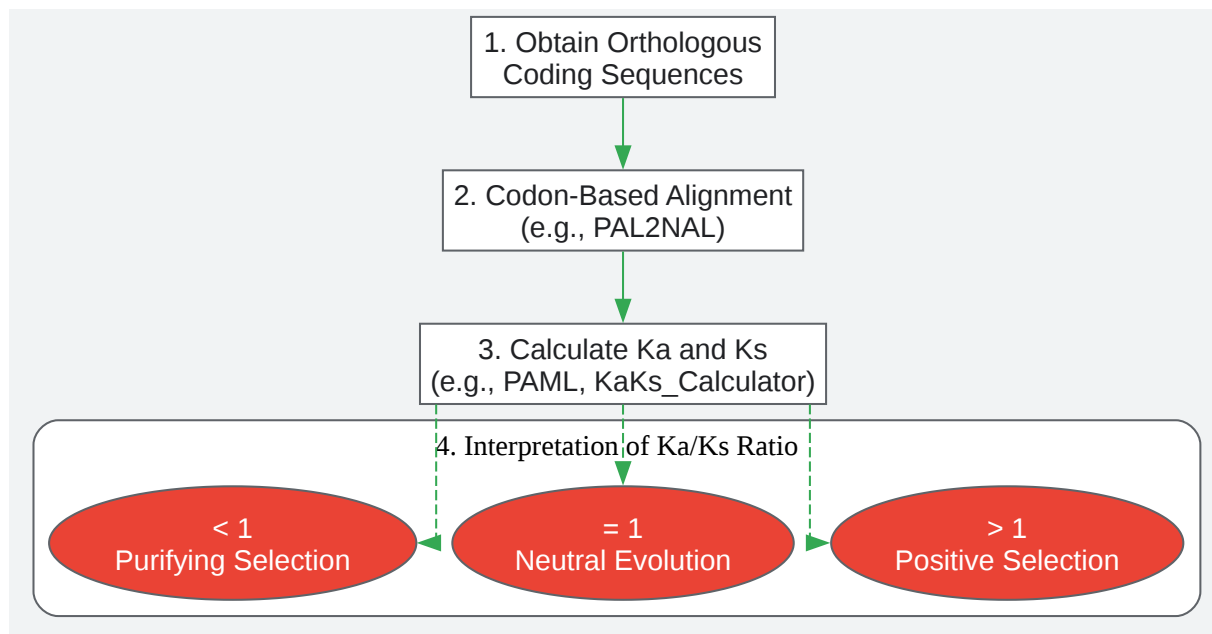 1. Obtain Orthologous
Coding Sequences
2. Codon-Based Alignment
(e.g., PAL2NAL)
3. Calculate Ka and Ks
(e.g., PAML, KaKs_Calculator)
4. Interpretation of Ka/Ks Ratio
< 1
Purifying Selection
= 1
Neutral Evolution
> 1
Positive Selection